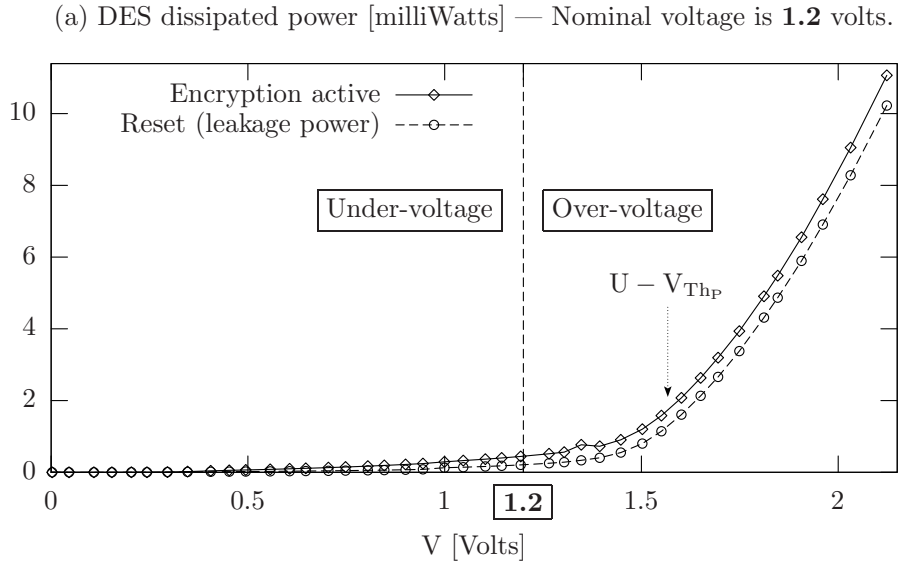 (a) DES dissipated power [milliWatts] — Nominal voltage is 1.2 volts.
Encryption active
Reset (leakage power)
10
8
6
4
2
0
Under-voltage
Over-voltage
U − V_Th_P
0
0.5
1
1.2
1.5
2
V [Volts]